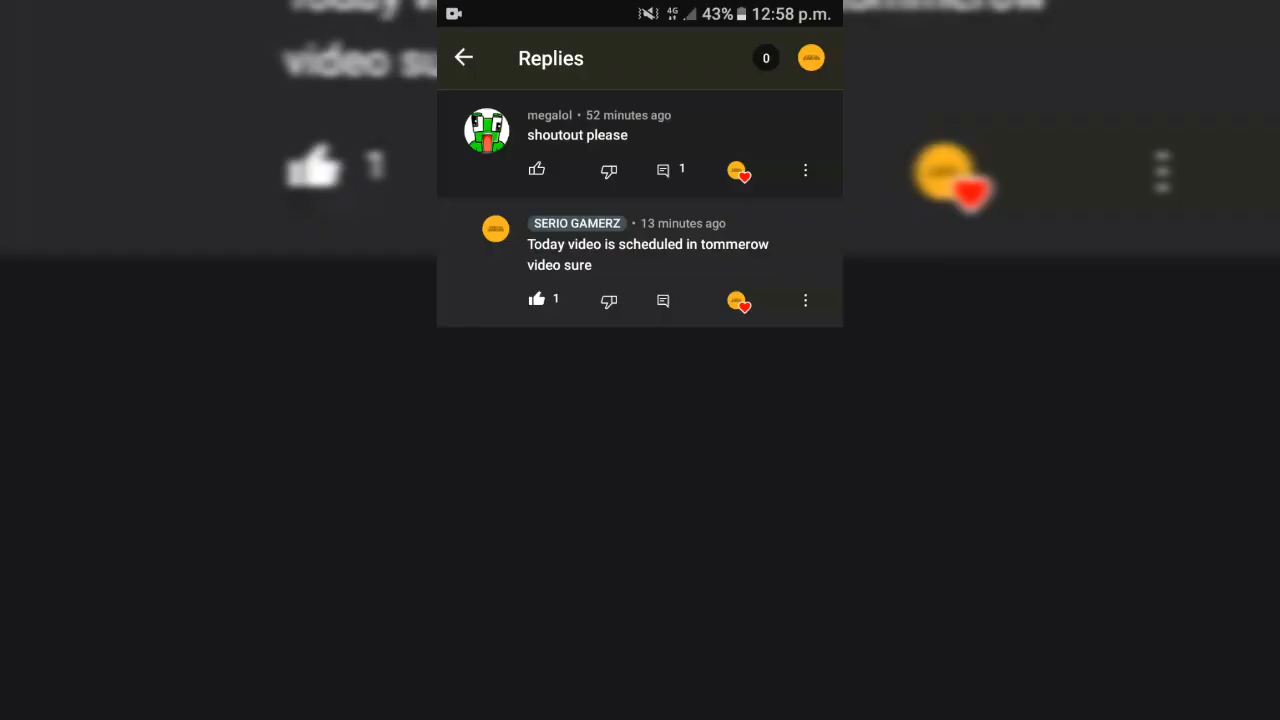 4G 43% 12:58 p.m.
Replies 0
megalol • 52 minutes ago
shoutout please
1
SERIO GAMERZ • 13 minutes ago
Today video is scheduled in tommerow
video sure
1